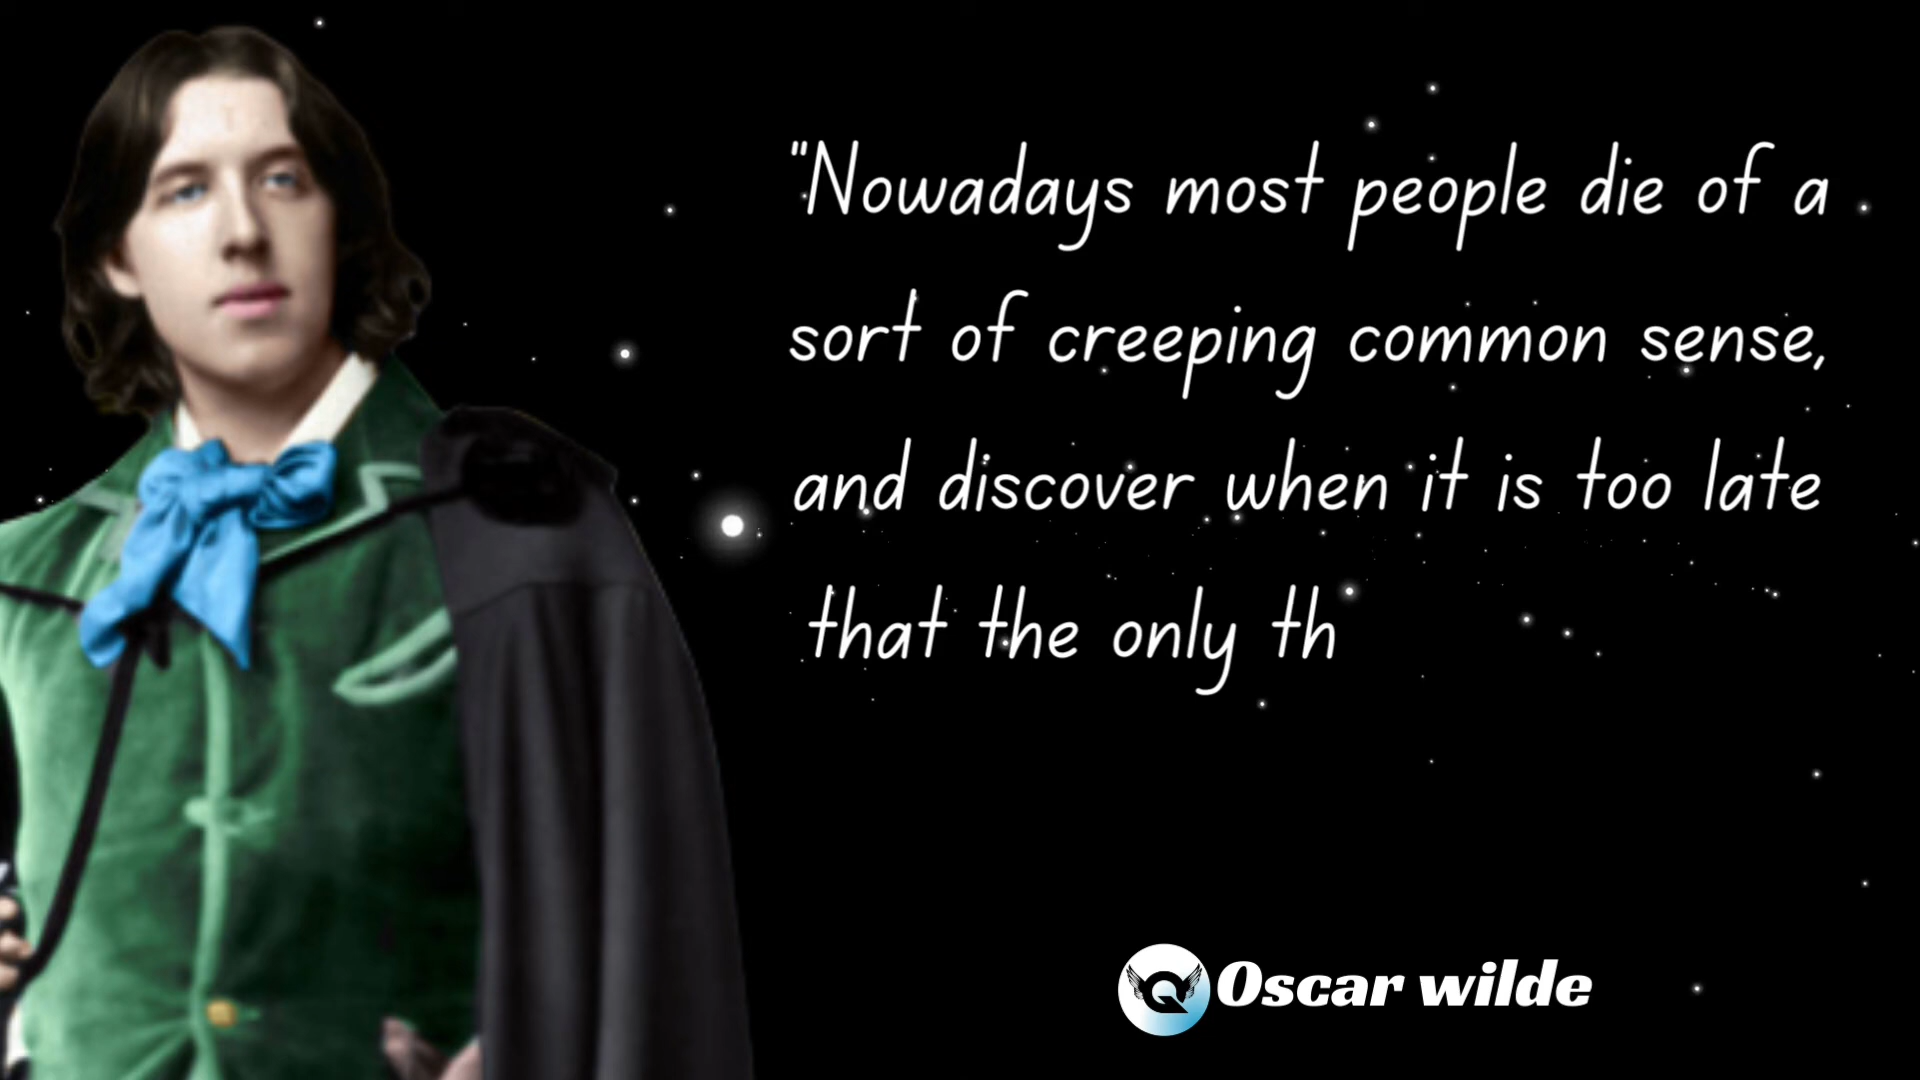 "Nowadays most people die of a
sort of creeping common sense,
and discover when it is too late
that the only th
Oscar wilde